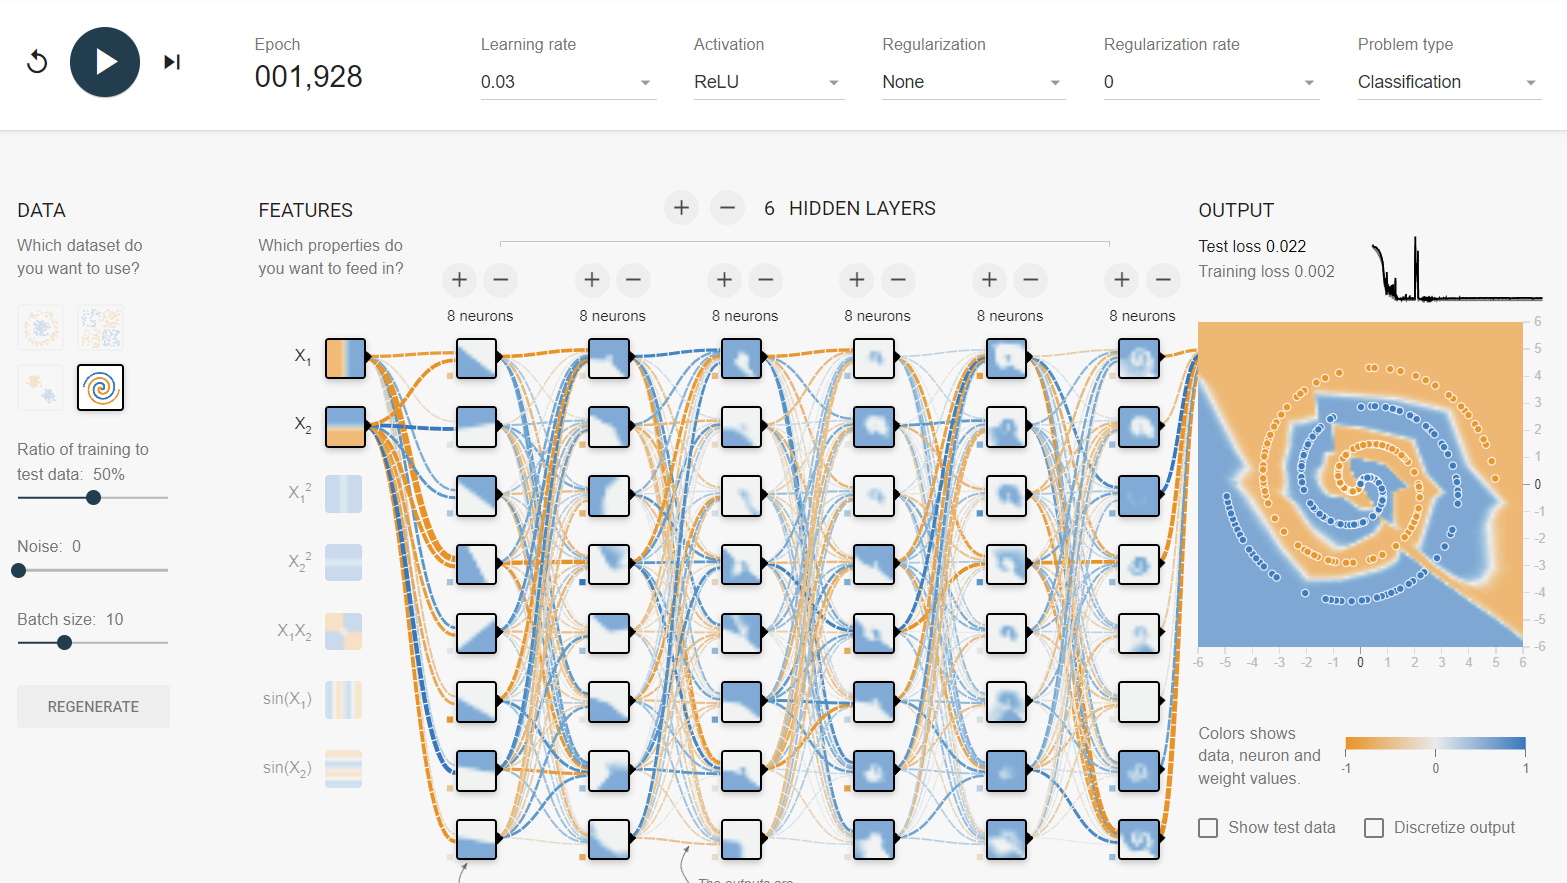 Epoch
001,928
Learning rate
0.03
Activation
ReLU
Regularization
None
Regularization rate
0
Problem type
Classification
DATA
Which dataset do
you want to use?
Ratio of training to
test data: 50%
Noise: 0
Batch size: 10
REGENERATE
FEATURES
Which properties do
you want to feed in?
X1
X2
X1²
X2²
X1X2
sin(X1)
sin(X2)
+ − 6 HIDDEN LAYERS
+ − + − + − + − + − + −
8 neurons 8 neurons 8 neurons 8 neurons 8 neurons 8 neurons
The outputs are
OUTPUT
Test loss 0.022
Training loss 0.002
6
5
4
3
2
1
0
-1
-2
-3
-4
-5
-6
-6 -5 -4 -3 -2 -1 0 1 2 3 4 5 6
Colors shows
data, neuron and
weight values.
-1 0 1
Show test data
Discretize output